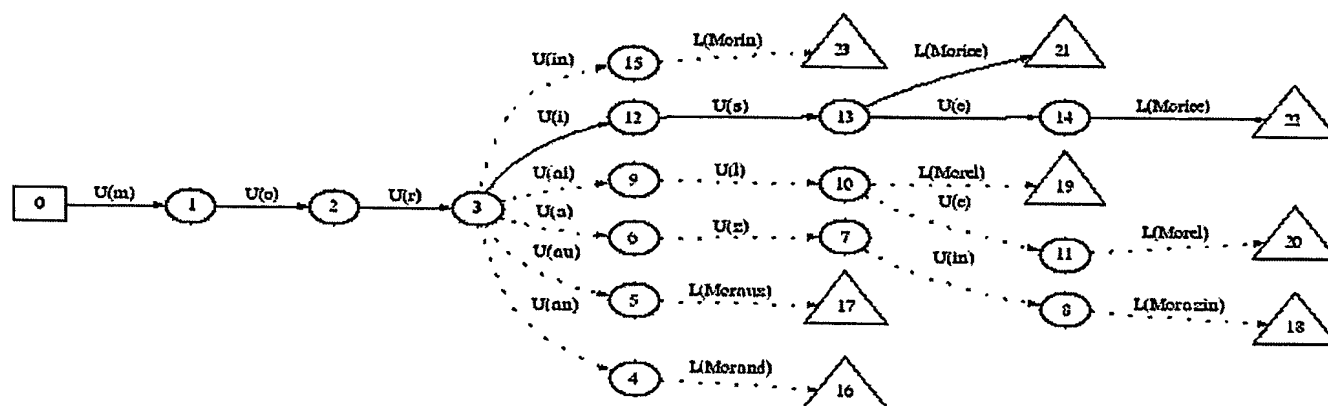 L(Morin) 23 L(Morice) 21
U(in) 15
U(i) 12 U(s) 13 U(e) 14 L(Morice) 22
U(ai) 9 U(l) 10 L(Morel) 19
0 U(m) 1 U(o) 2 U(r) 3
U(a) 6 U(z) 7 U(e) 11 L(Morel) 20
U(au) 5 L(Moraux) 17 U(in) 8 L(Morazin) 18
U(an) 4 L(Morand) 16